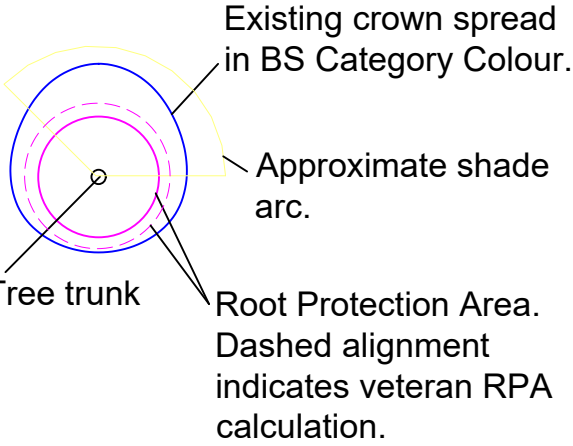 Existing crown spread
in BS Category Colour.
Approximate shade
arc.
Tree trunk
Root Protection Area.
Dashed alignment
indicates veteran RPA
calculation.